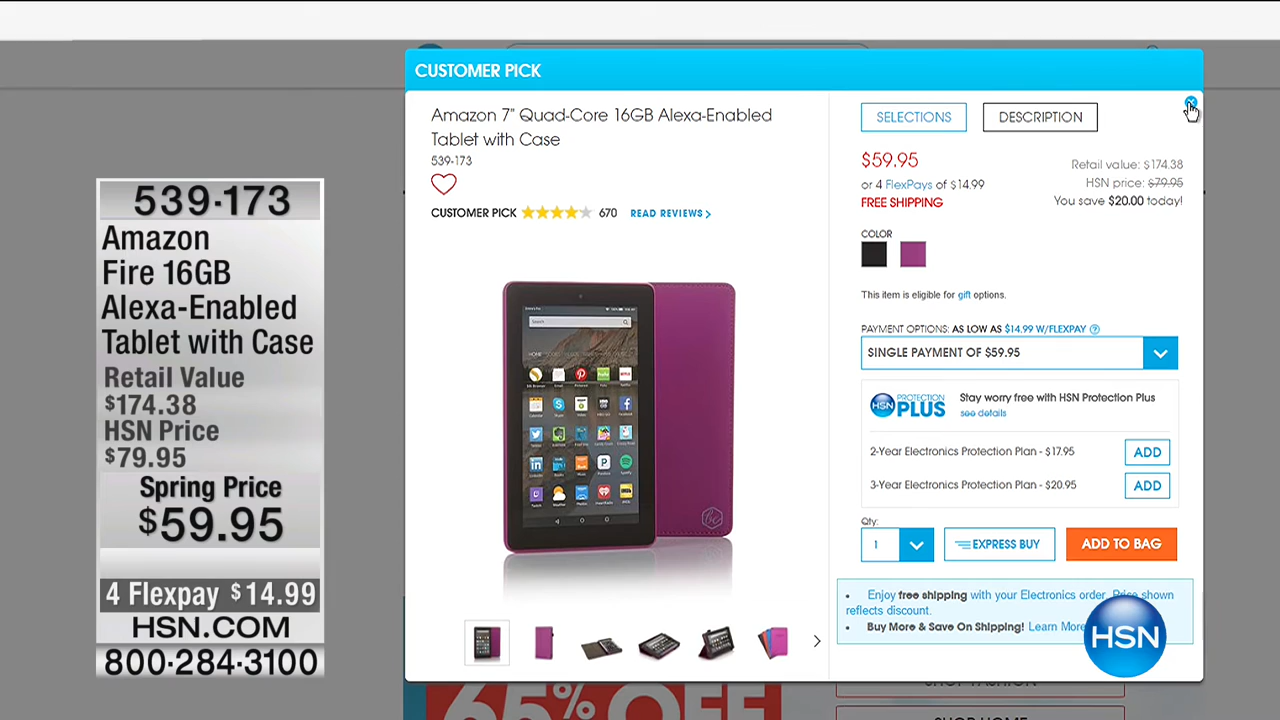 CUSTOMER PICK
Amazon 7" Quad-Core 16GB Alexa-Enabled
Tablet with Case
539-173
CUSTOMER PICK 670 READ REVIEWS
SELECTIONS
DESCRIPTION
$59.95
or 4 FlexPays of $14.99
FREE SHIPPING
Retail value: $174.38
HSN price: $79.95
You save $20.00 today!
COLOR
This item is eligible for gift options.
PAYMENT OPTIONS: AS LOW AS $14.99 W/FLEXPAY
SINGLE PAYMENT OF $59.95
HSN PROTECTION PLUS
Stay worry free with HSN Protection Plus
see details
2-Year Electronics Protection Plan - $17.95 ADD
3-Year Electronics Protection Plan - $20.95 ADD
Qty:
1
EXPRESS BUY
ADD TO BAG
Enjoy free shipping with your Electronics order. Price shown
reflects discount.
Buy More & Save On Shipping! Learn More
HSN
539-173
Amazon
Fire 16GB
Alexa-Enabled
Tablet with Case
Retail Value
$174.38
HSN Price
$79.95
Spring Price
$59.95
4 Flexpay $14.99
HSN.COM
800-284-3100
65% OFF
SHOP FASHION
SHOP HOME